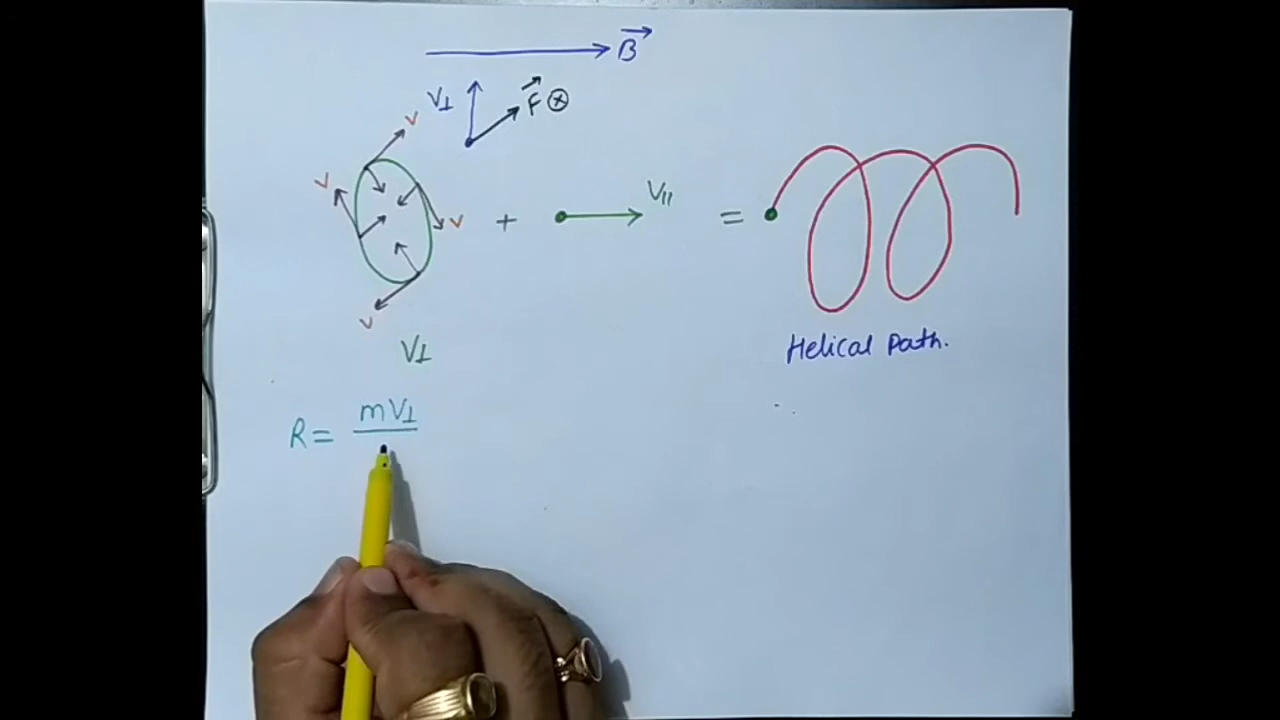 B
V⊥ F ⊗
V
V
V
V
V⊥
+ V||
=
Helical Path.
R = mV⊥